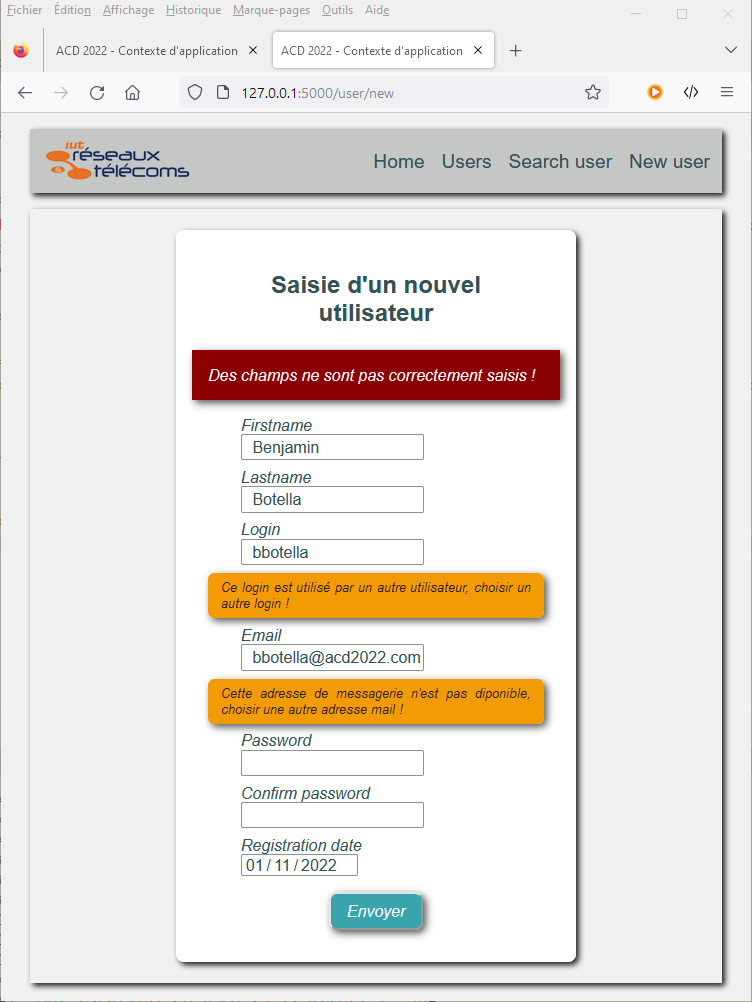 Fichier Édition Affichage Historique Marque-pages Outils Aide
ACD 2022 - Contexte d'application × ACD 2022 - Contexte d'application × +
127.0.0.1:5000/user/new
iut
réseaux
& télécoms
Home Users Search user New user
Saisie d'un nouvel
utilisateur
Des champs ne sont pas correctement saisis !
Firstname
Benjamin
Lastname
Botella
Login
bbotella
Ce login est utilisé par un autre utilisateur, choisir un
autre login !
Email
bbotella@acd2022.com
Cette adresse de messagerie n'est pas diponible,
choisir une autre adresse mail !
Password
Confirm password
Registration date
01/11/2022
Envoyer